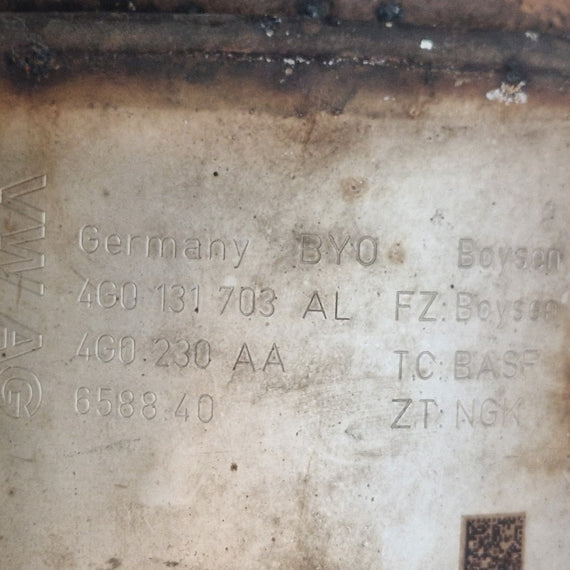 VW AG
Germany BYO Boysen
4G0 131 703 AL FZ: Boysen
4G0.230 AA TC:BASF
6588.40 ZT:NGK